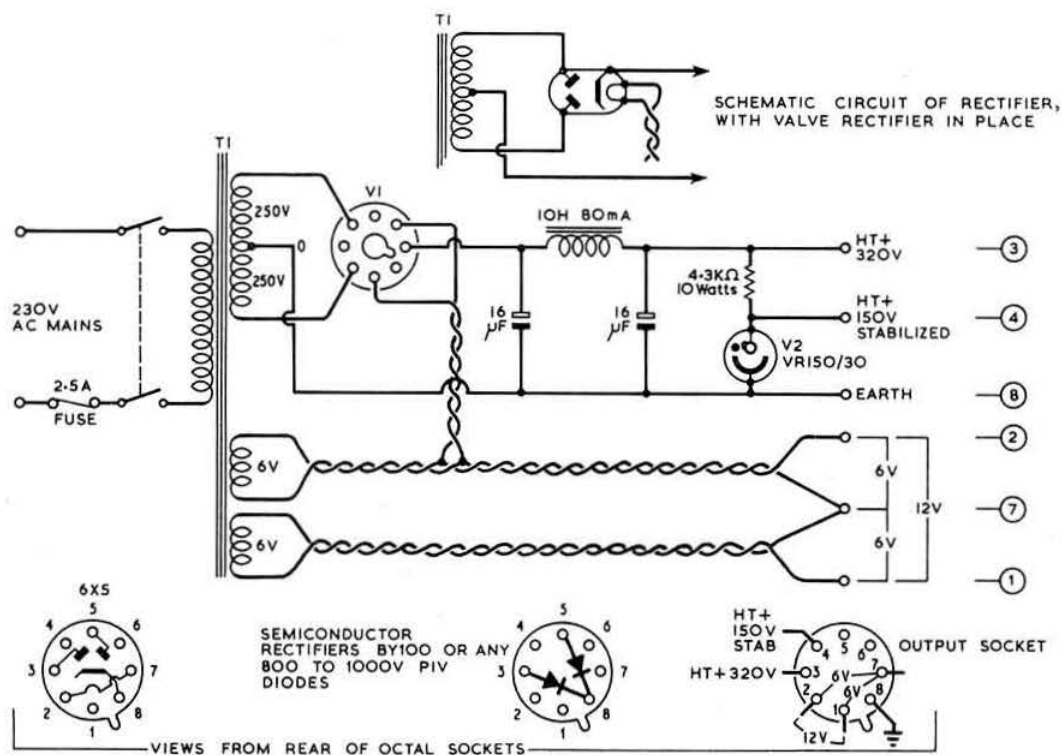 T1
SCHEMATIC CIRCUIT OF RECTIFIER,
WITH VALVE RECTIFIER IN PLACE
T1
V1
250V
0
250V
10H 80mA
HT+
320V
3
4·3KΩ
10Watts
HT+
150V
STABILIZED
4
230V
AC MAINS
16
µF
16
µF
V2
VR150/30
2·5A
FUSE
EARTH
8
2
6V
6V
12V
7
6V
6V
1
6X5
5
4
6
3
7
2
8
1
SEMICONDUCTOR
RECTIFIERS BY100 OR ANY
800 TO 1000V PIV
DIODES
5
4
6
3
7
2
8
1
HT+
150V
STAB
OUTPUT SOCKET
4
5
6
HT+320V
3
7
6V
2
6V
8
1
12V
VIEWS FROM REAR OF OCTAL SOCKETS